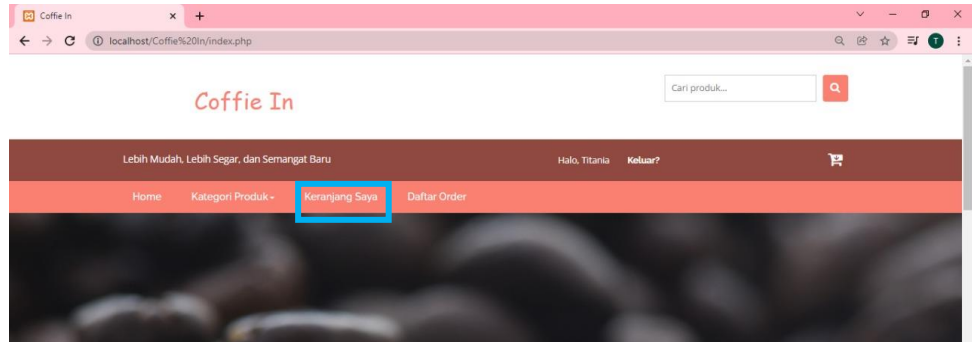 Coffie In
localhost/Coffie%20In/index.php
T
Coffie In
Cari produk...
Lebih Mudah, Lebih Segar, dan Semangat Baru
Halo, Titania Keluar?
Home Kategori Produk Keranjang Saya Daftar Order